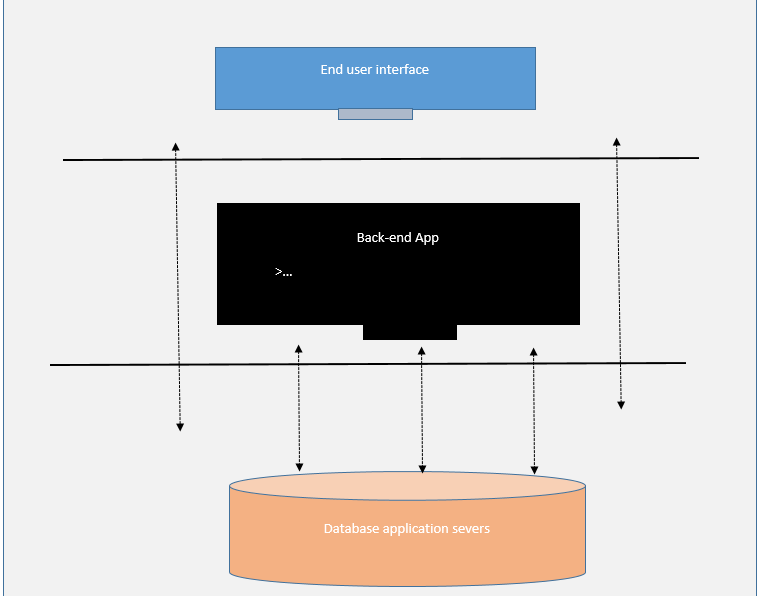 End user interface
Back-end App
>...
Database application severs